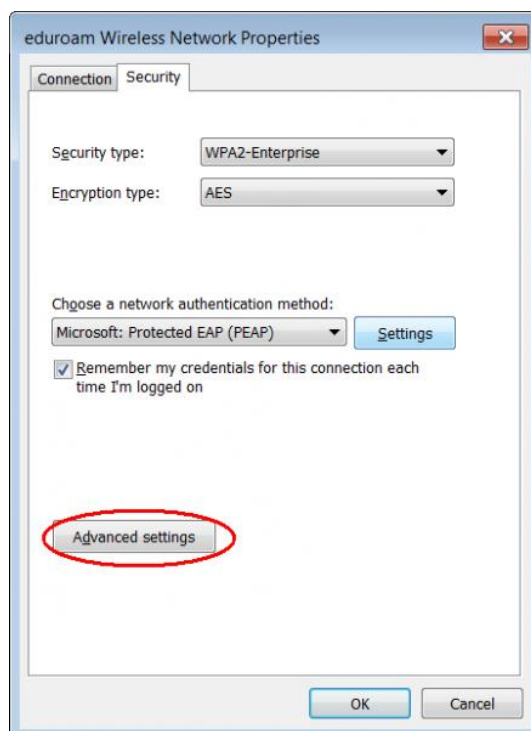 eduroam Wireless Network Properties
Connection Security
Security type: WPA2-Enterprise
Encryption type: AES
Choose a network authentication method:
Microsoft: Protected EAP (PEAP) Settings
Remember my credentials for this connection each
time I'm logged on
Advanced settings
OK Cancel